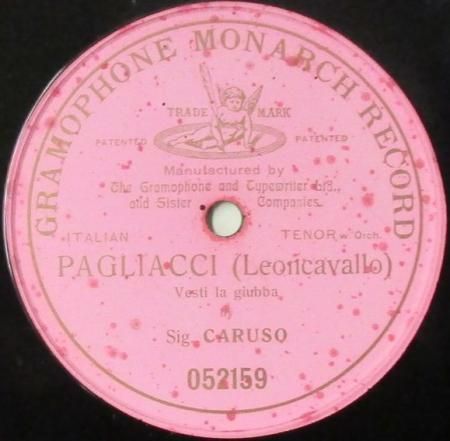 GRAMOPHONE MONARCH RECORD
TRADE MARK
PATENTED PATENTED
Manufactured by
The Gramophone and Typewriter Ltd.,
and Sister Companies.
ITALIAN TENOR w. Orch.
PAGLIACCI (Leoncavallo)
Vesti la giubba
Sig. CARUSO
052159